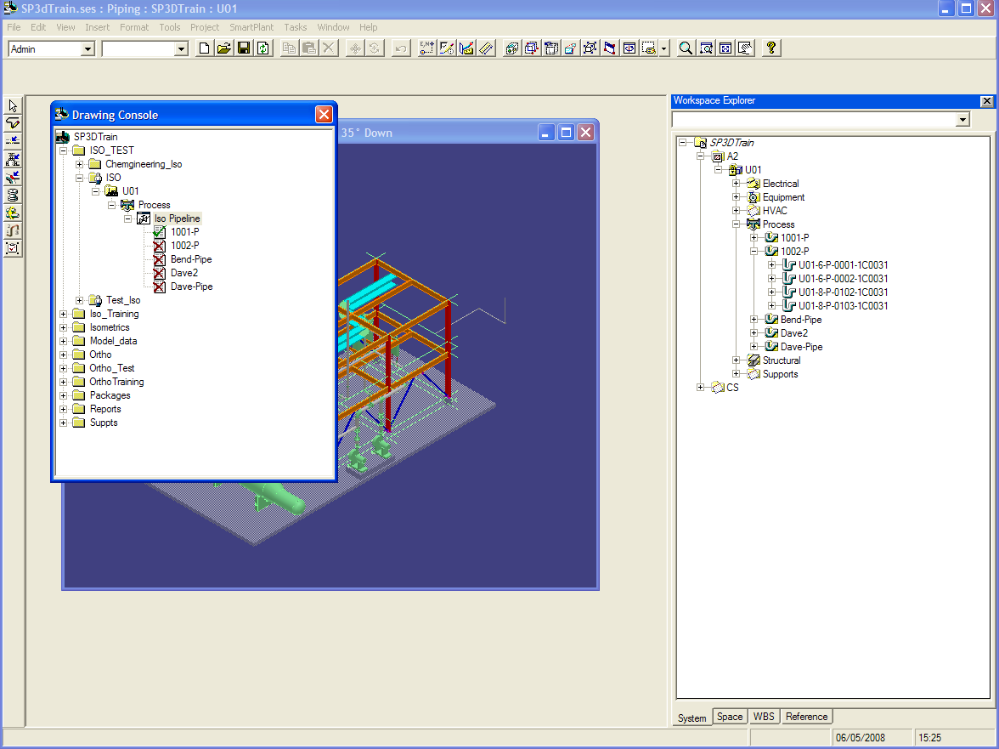 SP3dTrain.ses : Piping : SP3DTrain : U01
File Edit View Insert Format Tools Project SmartPlant Tasks Window Help
Admin
Drawing Console
SP3DTrain
ISO_TEST
Chemgineering_Iso
ISO
U01
Process
Iso Pipeline
1001-P
1002-P
Bend-Pipe
Dave2
Dave-Pipe
Test_Iso
Iso_Training
Isometrics
Model_data
Ortho
Ortho_Test
OrthoTraining
Packages
Reports
Suppts
35° Down
Workspace Explorer
SP3DTrain
A2
U01
Electrical
Equipment
HVAC
Process
1001-P
1002-P
U01-6-P-0001-1C0031
U01-6-P-0002-1C0031
U01-8-P-0102-1C0031
U01-8-P-0103-1C0031
Bend-Pipe
Dave2
Dave-Pipe
Structural
Supports
CS
System Space WBS Reference
06/05/2008 15:25